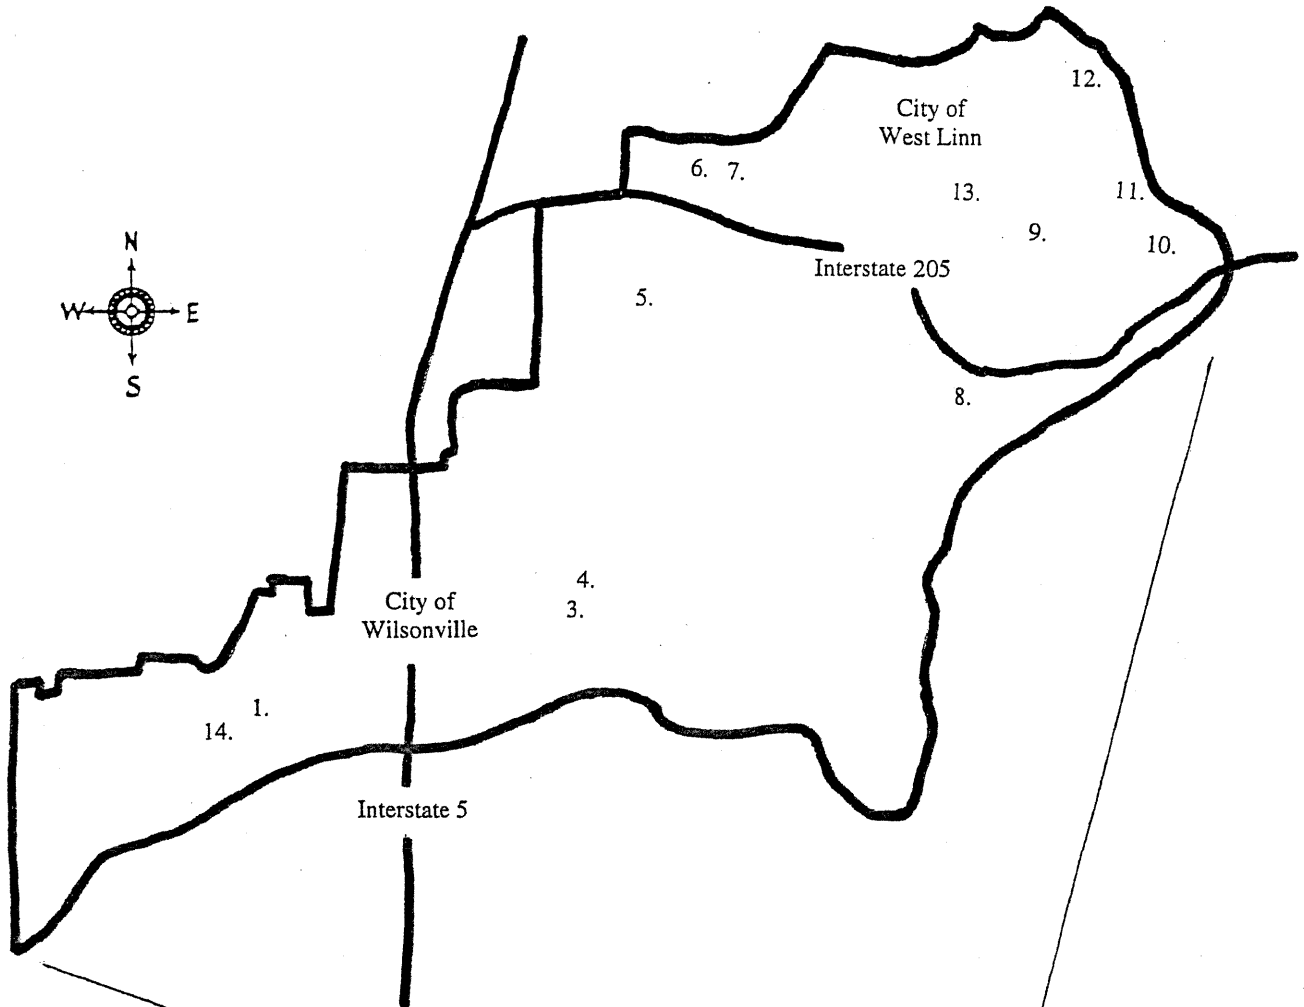 12.
City of
West Linn
6. 7.
13.
11.
9.
10.
N
W E
S
Interstate 205
5.
8.
4.
City of
Wilsonville
3.
1.
14.
Interstate 5